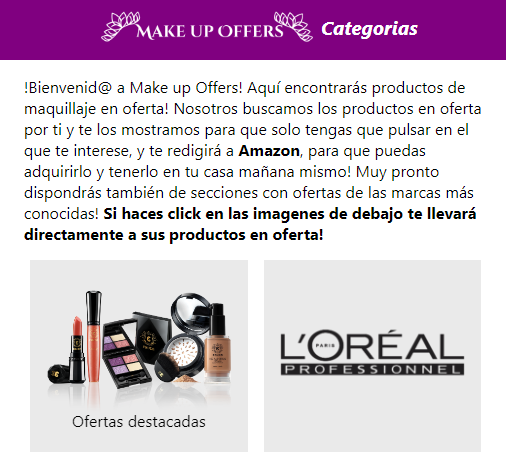 MAKE UP OFFERS Categorias
!Bienvenid@ a Make up Offers! Aquí encontrarás productos de
maquillaje en oferta! Nosotros buscamos los productos en oferta
por ti y te los mostramos para que solo tengas que pulsar en el
que te interese, y te redigirá a Amazon, para que puedas
adquirirlo y tenerlo en tu casa mañana mismo! Muy pronto
dispondrás también de secciones con ofertas de las marcas más
conocidas! Si haces click en las imagenes de debajo te llevará
directamente a sus productos en oferta!
Ofertas destacadas
L'ORÉAL
PARIS
PROFESSIONNEL